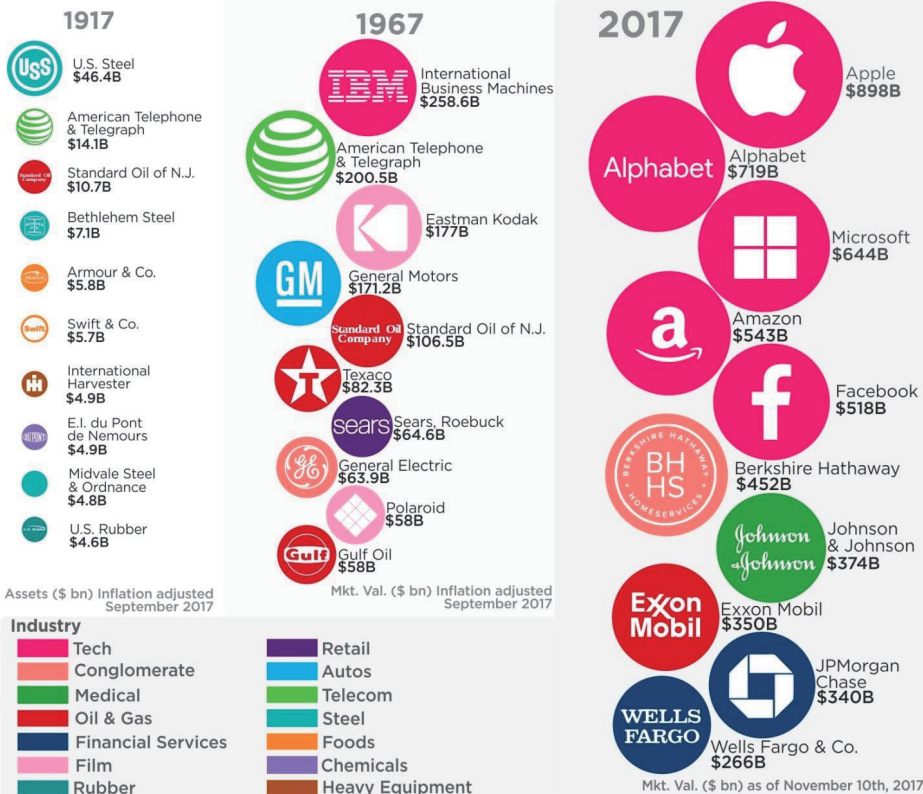 1917
USS
U.S. Steel
$46.4B
American Telephone
& Telegraph
$14.1B
Standard Oil
Company
Standard Oil of N.J.
$10.7B
Bethlehem Steel
$7.1B
Armour & Co.
$5.8B
Swift
Swift & Co.
$5.7B
International
Harvester
$4.9B
DU PONT
E.I. du Pont
de Nemours
$4.9B
Midvale Steel
& Ordnance
$4.8B
U.S. Rubber
$4.6B
Assets ($ bn) Inflation adjusted
September 2017
1967
IBM
International
Business Machines
$258.6B
American Telephone
& Telegraph
$200.5B
K
Eastman Kodak
$177B
GM
General Motors
$171.2B
Standard Oil
Company
Standard Oil of N.J.
$106.5B
T
Texaco
$82.3B
sears
Sears, Roebuck
$64.6B
GE
General Electric
$63.9B
Polaroid
$58B
Gulf
Gulf Oil
$58B
Mkt. Val. ($ bn) Inflation adjusted
September 2017
2017
Apple
$898B
Alphabet
Alphabet
$719B
Microsoft
$644B
a
Amazon
$543B
f
Facebook
$518B
BERKSHIRE HATHAWAY
BH
HS
HOMESERVICES
Berkshire Hathaway
$452B
Johnson
&Johnson
Johnson
& Johnson
$374B
Exxon
Mobil
Exxon Mobil
$350B
JPMorgan
Chase
$340B
WELLS
FARGO
Wells Fargo & Co.
$266B
Mkt. Val. ($ bn) as of November 10th, 2017
Industry
Tech
Conglomerate
Medical
Oil & Gas
Financial Services
Film
Rubber
Retail
Autos
Telecom
Steel
Foods
Chemicals
Heavy Equipment